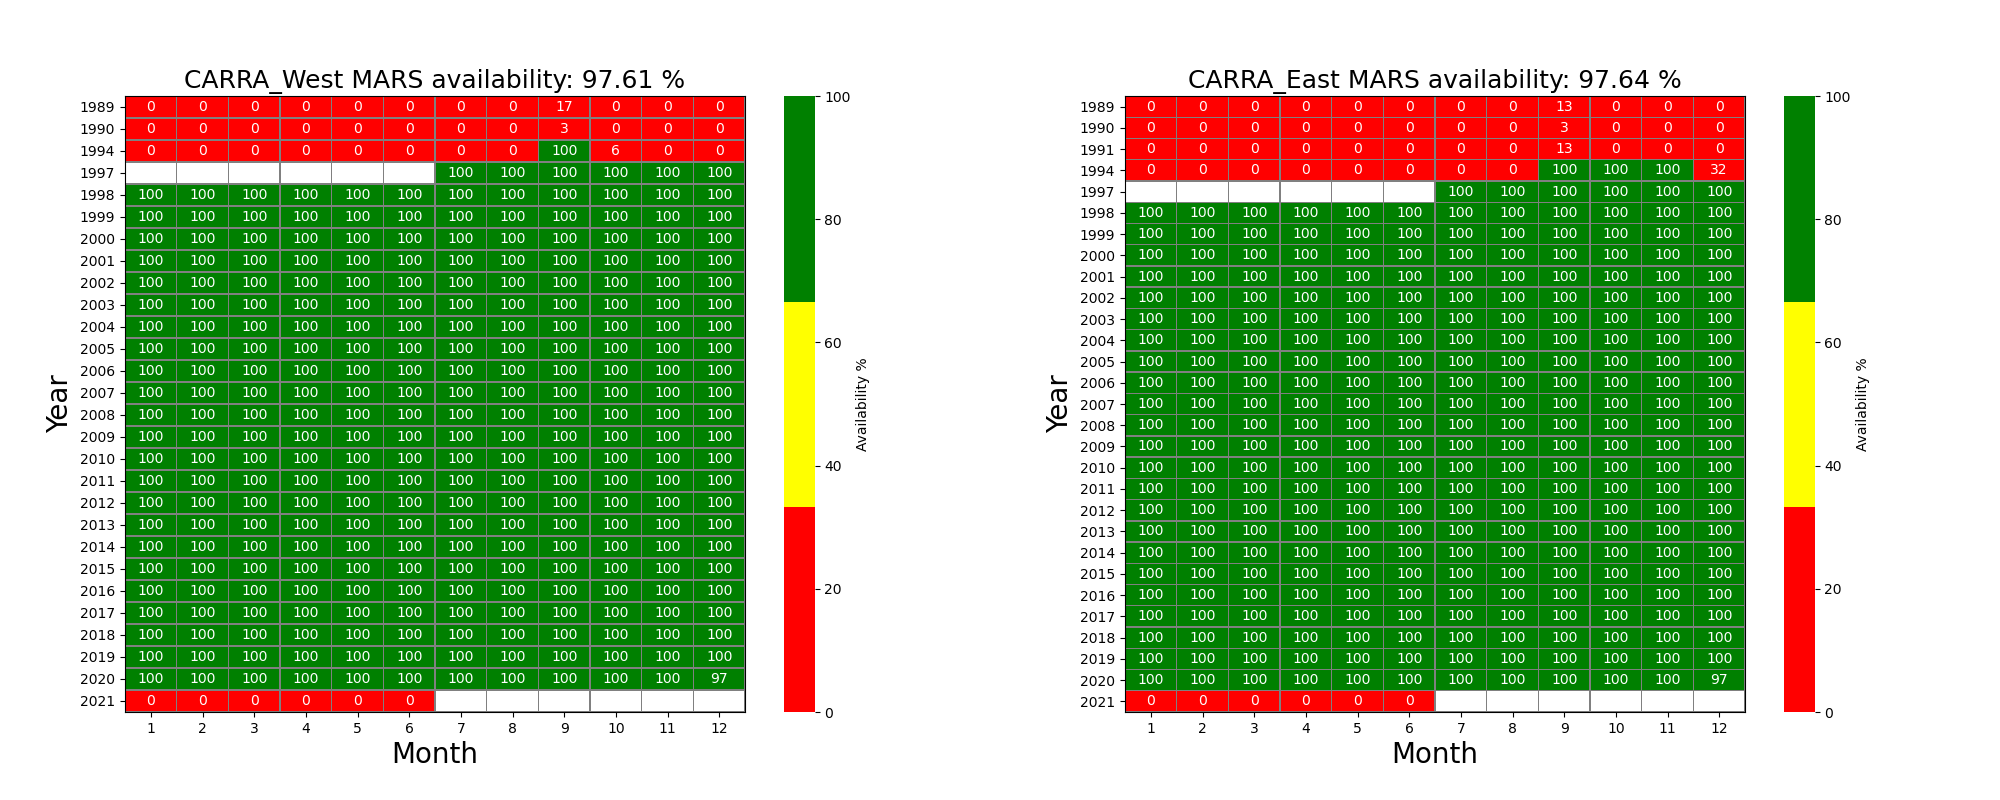 CARRA_West MARS availability: 97.61 %
Year
1989 0 0 0 0 0 0 0 0 17 0 0 0
1990 0 0 0 0 0 0 0 0 3 0 0 0
1994 0 0 0 0 0 0 0 0 100 6 0 0
1997 100 100 100 100 100 100
1998 100 100 100 100 100 100 100 100 100 100 100 100
1999 100 100 100 100 100 100 100 100 100 100 100 100
2000 100 100 100 100 100 100 100 100 100 100 100 100
2001 100 100 100 100 100 100 100 100 100 100 100 100
2002 100 100 100 100 100 100 100 100 100 100 100 100
2003 100 100 100 100 100 100 100 100 100 100 100 100
2004 100 100 100 100 100 100 100 100 100 100 100 100
2005 100 100 100 100 100 100 100 100 100 100 100 100
2006 100 100 100 100 100 100 100 100 100 100 100 100
2007 100 100 100 100 100 100 100 100 100 100 100 100
2008 100 100 100 100 100 100 100 100 100 100 100 100
2009 100 100 100 100 100 100 100 100 100 100 100 100
2010 100 100 100 100 100 100 100 100 100 100 100 100
2011 100 100 100 100 100 100 100 100 100 100 100 100
2012 100 100 100 100 100 100 100 100 100 100 100 100
2013 100 100 100 100 100 100 100 100 100 100 100 100
2014 100 100 100 100 100 100 100 100 100 100 100 100
2015 100 100 100 100 100 100 100 100 100 100 100 100
2016 100 100 100 100 100 100 100 100 100 100 100 100
2017 100 100 100 100 100 100 100 100 100 100 100 100
2018 100 100 100 100 100 100 100 100 100 100 100 100
2019 100 100 100 100 100 100 100 100 100 100 100 100
2020 100 100 100 100 100 100 100 100 100 100 100 97
2021 0 0 0 0 0 0
1 2 3 4 5 6 7 8 9 10 11 12
Month
100
80
60
40
20
0
Availability %
CARRA_East MARS availability: 97.64 %
Year
1989 0 0 0 0 0 0 0 0 13 0 0 0
1990 0 0 0 0 0 0 0 0 3 0 0 0
1991 0 0 0 0 0 0 0 0 13 0 0 0
1994 0 0 0 0 0 0 0 0 100 100 100 32
1997 100 100 100 100 100 100
1998 100 100 100 100 100 100 100 100 100 100 100 100
1999 100 100 100 100 100 100 100 100 100 100 100 100
2000 100 100 100 100 100 100 100 100 100 100 100 100
2001 100 100 100 100 100 100 100 100 100 100 100 100
2002 100 100 100 100 100 100 100 100 100 100 100 100
2003 100 100 100 100 100 100 100 100 100 100 100 100
2004 100 100 100 100 100 100 100 100 100 100 100 100
2005 100 100 100 100 100 100 100 100 100 100 100 100
2006 100 100 100 100 100 100 100 100 100 100 100 100
2007 100 100 100 100 100 100 100 100 100 100 100 100
2008 100 100 100 100 100 100 100 100 100 100 100 100
2009 100 100 100 100 100 100 100 100 100 100 100 100
2010 100 100 100 100 100 100 100 100 100 100 100 100
2011 100 100 100 100 100 100 100 100 100 100 100 100
2012 100 100 100 100 100 100 100 100 100 100 100 100
2013 100 100 100 100 100 100 100 100 100 100 100 100
2014 100 100 100 100 100 100 100 100 100 100 100 100
2015 100 100 100 100 100 100 100 100 100 100 100 100
2016 100 100 100 100 100 100 100 100 100 100 100 100
2017 100 100 100 100 100 100 100 100 100 100 100 100
2018 100 100 100 100 100 100 100 100 100 100 100 100
2019 100 100 100 100 100 100 100 100 100 100 100 100
2020 100 100 100 100 100 100 100 100 100 100 100 97
2021 0 0 0 0 0 0
1 2 3 4 5 6 7 8 9 10 11 12
Month
100
80
60
40
20
0
Availability %